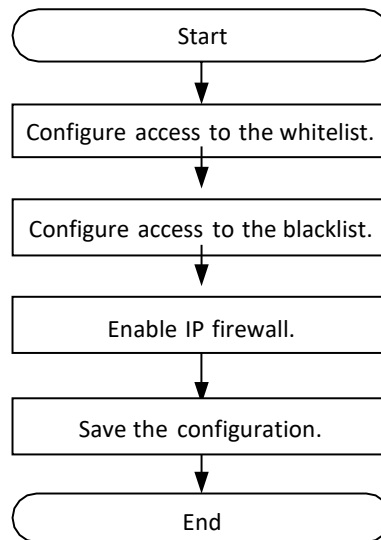 Start
Configure access to the whitelist.
Configure access to the blacklist.
Enable IP firewall.
Save the configuration.
End